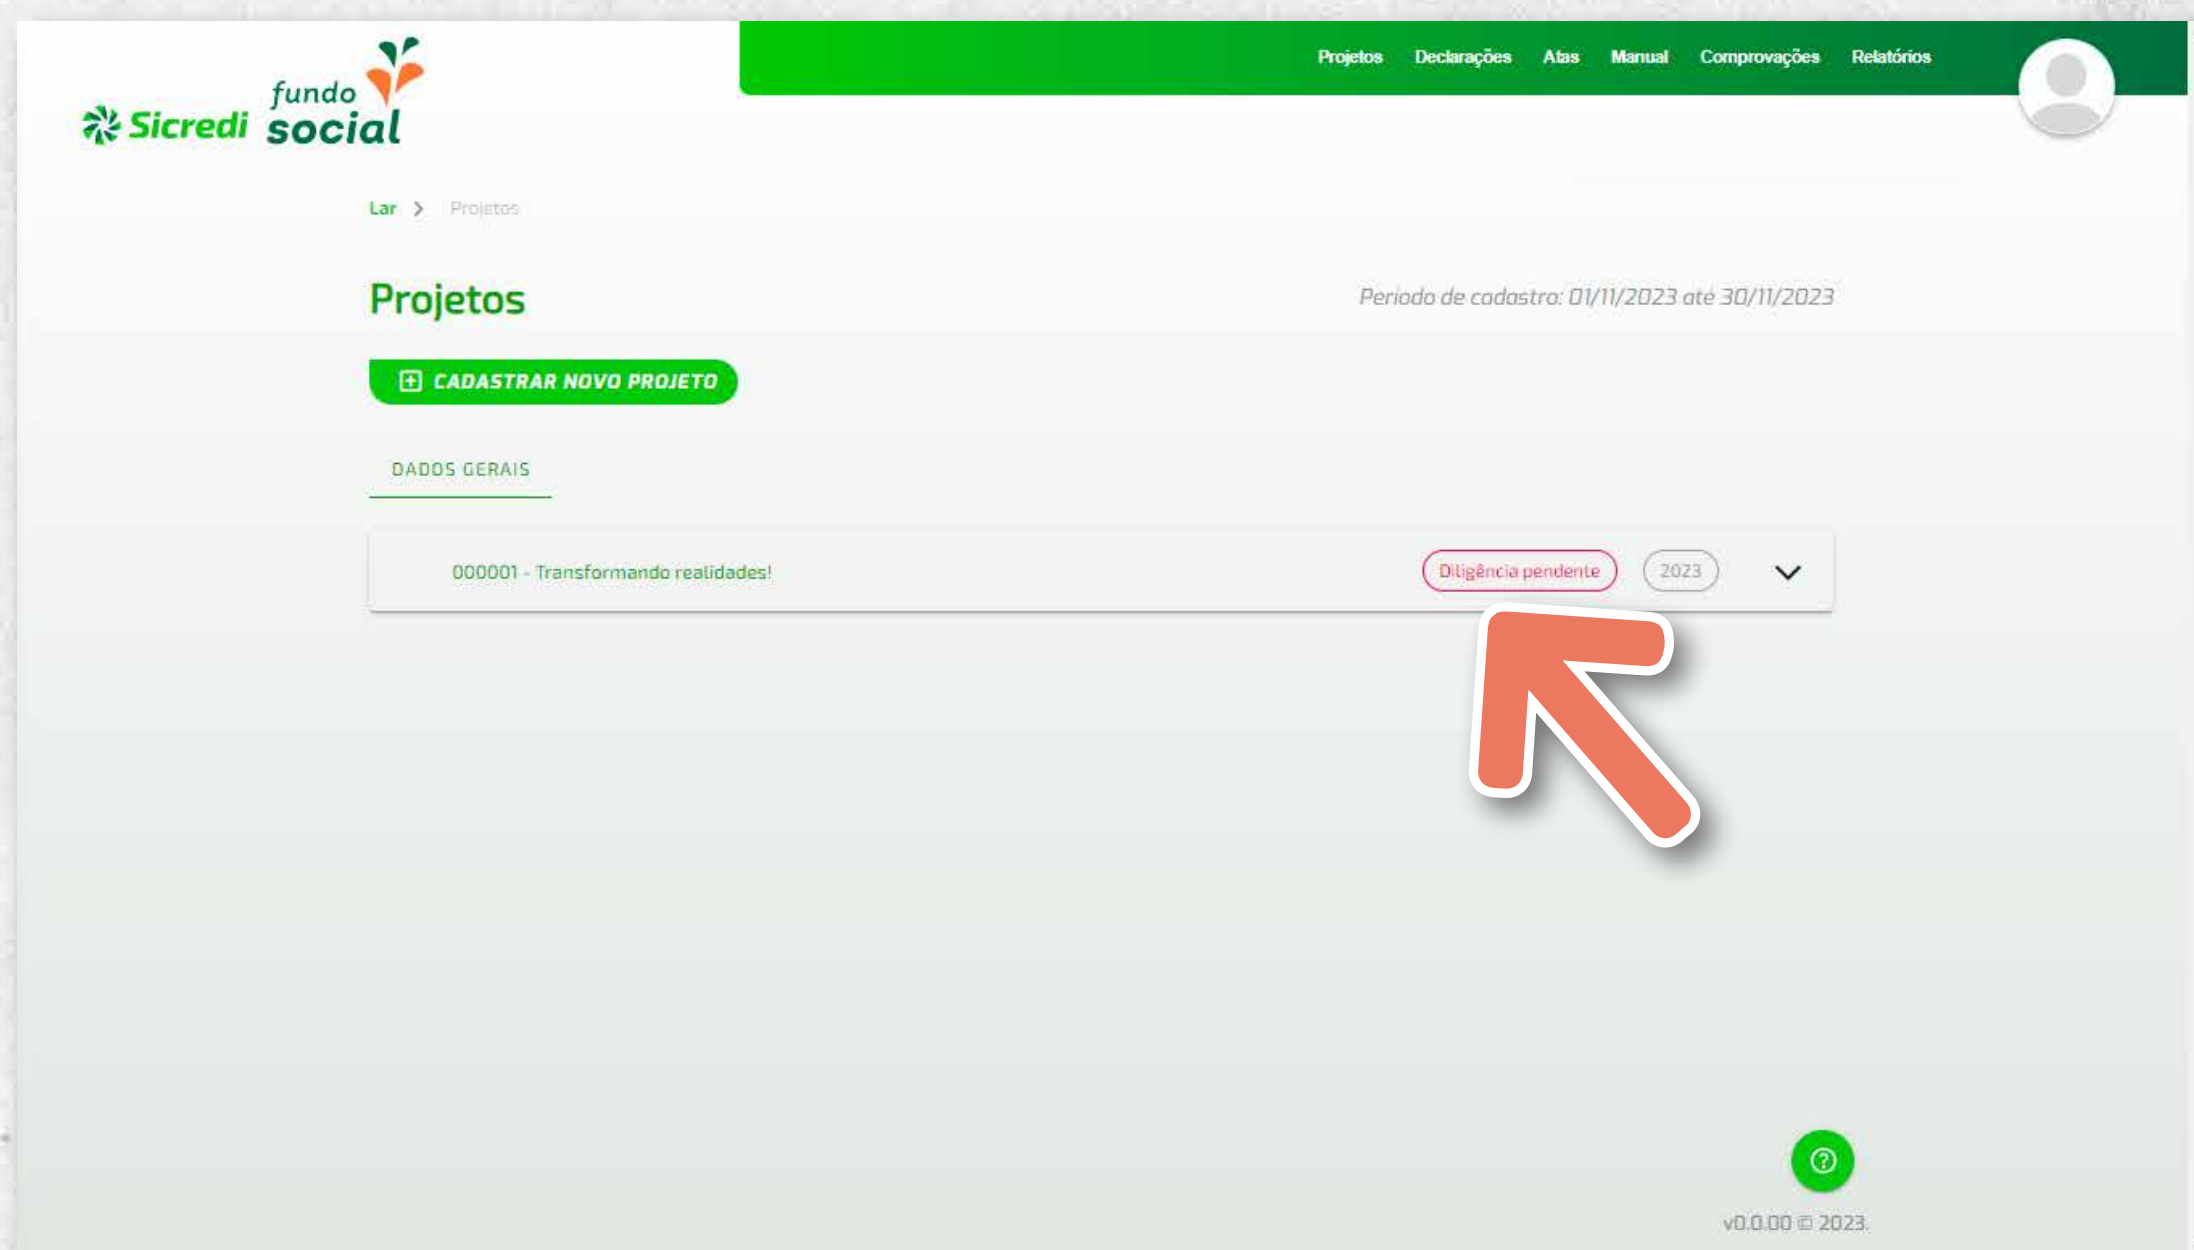 Projetos Declarações Atas Manual Comprovações Relatórios
Sicredi fundo social
Lar > Projetos
Projetos
Período de cadastro: 01/11/2023 até 30/11/2023
CADASTRAR NOVO PROJETO
DADOS GERAIS
000001 - Transformando realidades! Diligência pendente 2023
v0.0.00 © 2023.